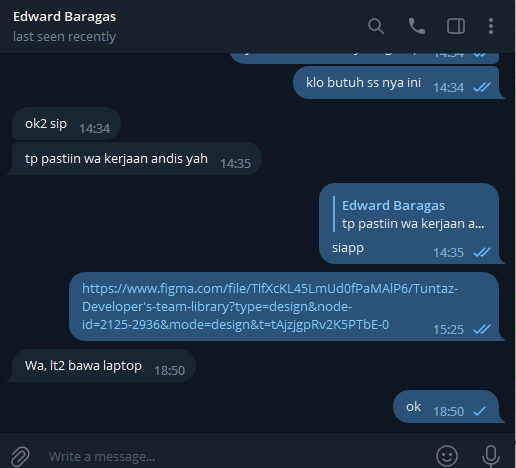 Edward Baragas
last seen recently
14:34
klo butuh ss nya ini 14:34
ok2 sip 14:34
tp pastiin wa kerjaan andis yah 14:35
Edward Baragas
tp pastiin wa kerjaan a...
siapp 14:35
https://www.figma.com/file/TlfXcKL45LmUd0fPaMAlP6/Tuntaz-
Developer's-team-library?type=design&node-
id=2125-2936&mode=design&t=tAjzjgpRv2K5PTbE-0
15:25
Wa, lt2 bawa laptop 18:50
ok 18:50
Write a message...